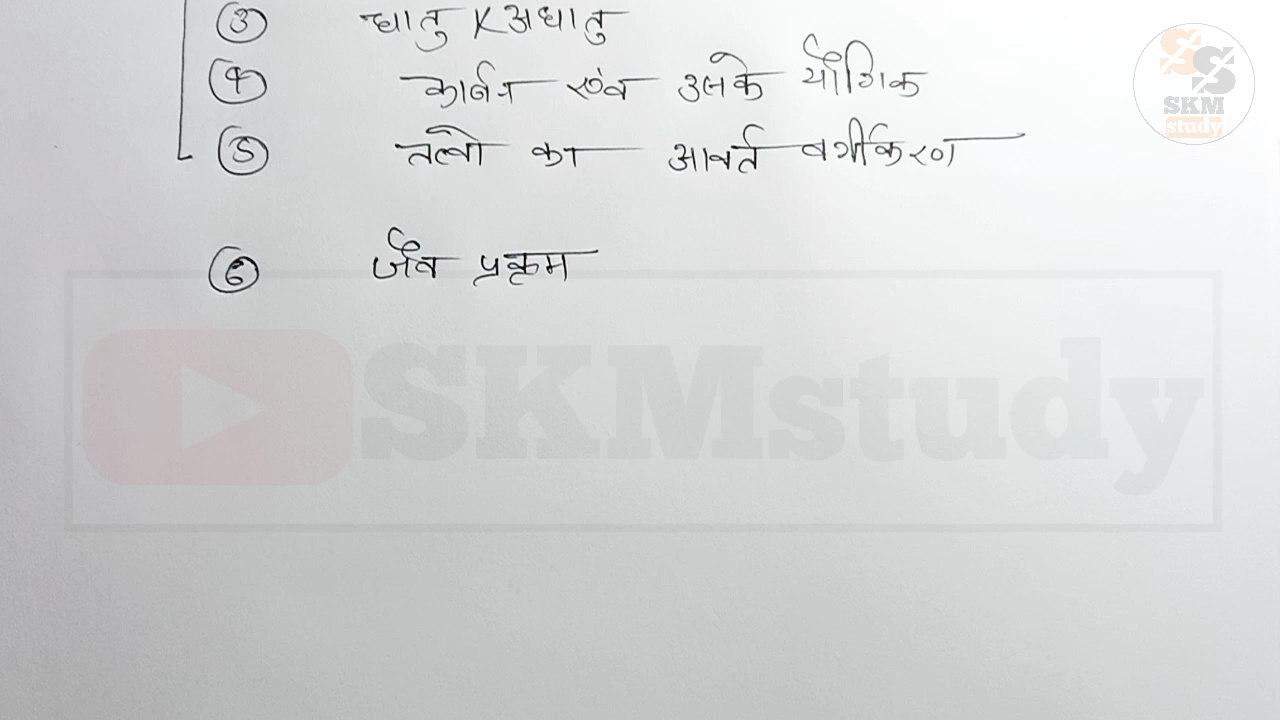 ③ धातु अधातु
SKM
study
④ कार्बन एवं उसके यौगिक
⑤ तत्वो का आवर्त वर्गीकरण
⑥ जैव प्रक्रम
SKMstudy